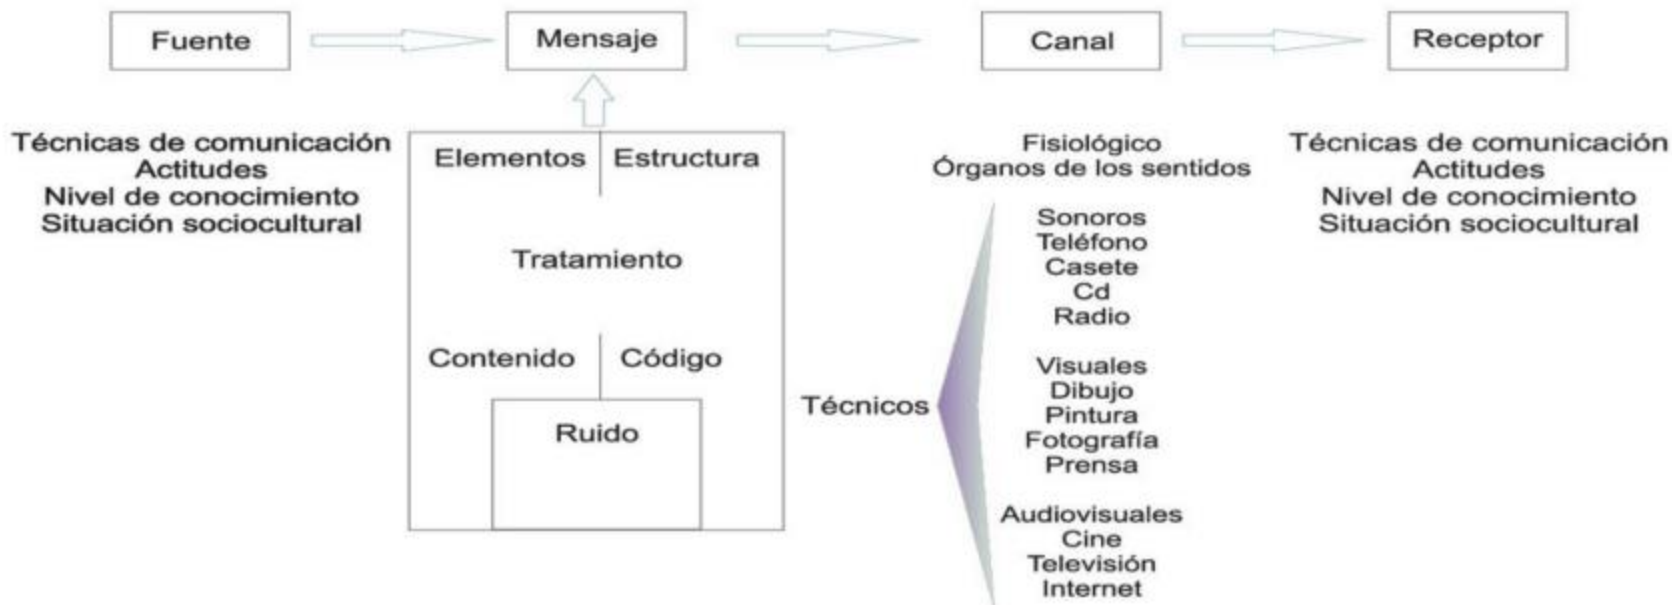 Fuente
Mensaje
Canal
Receptor
Técnicas de comunicación
Actitudes
Nivel de conocimiento
Situación sociocultural
Elementos
Estructura
Tratamiento
Contenido
Código
Ruido
Fisiológico
Órganos de los sentidos
Técnicos
Sonoros
Teléfono
Casete
Cd
Radio
Visuales
Dibujo
Pintura
Fotografía
Prensa
Audiovisuales
Cine
Televisión
Internet
Técnicas de comunicación
Actitudes
Nivel de conocimiento
Situación sociocultural